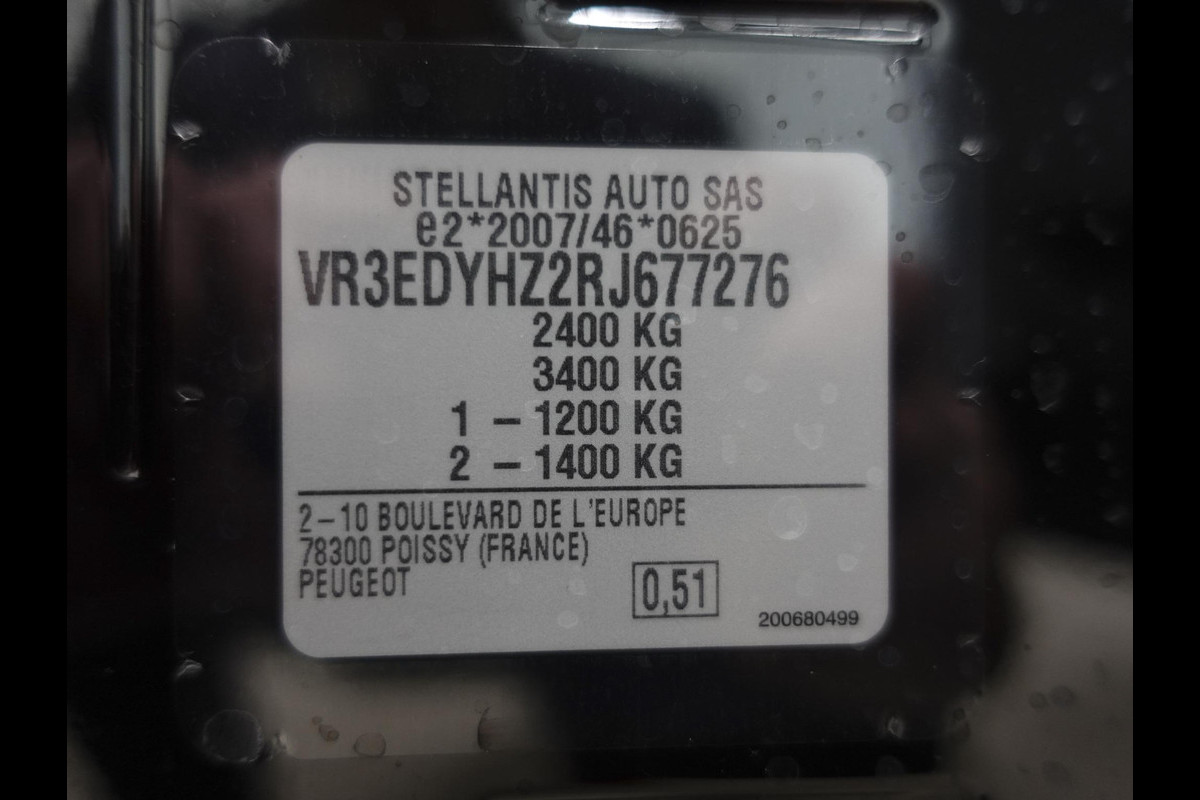 STELLANTIS AUTO SAS
e2*2007/46*0625
VR3EDYHZ2RJ677276
2400 KG
3400 KG
1 – 1200 KG
2 – 1400 KG
2–10 BOULEVARD DE L'EUROPE
78300 POISSY (FRANCE)
PEUGEOT
0,51
200680499